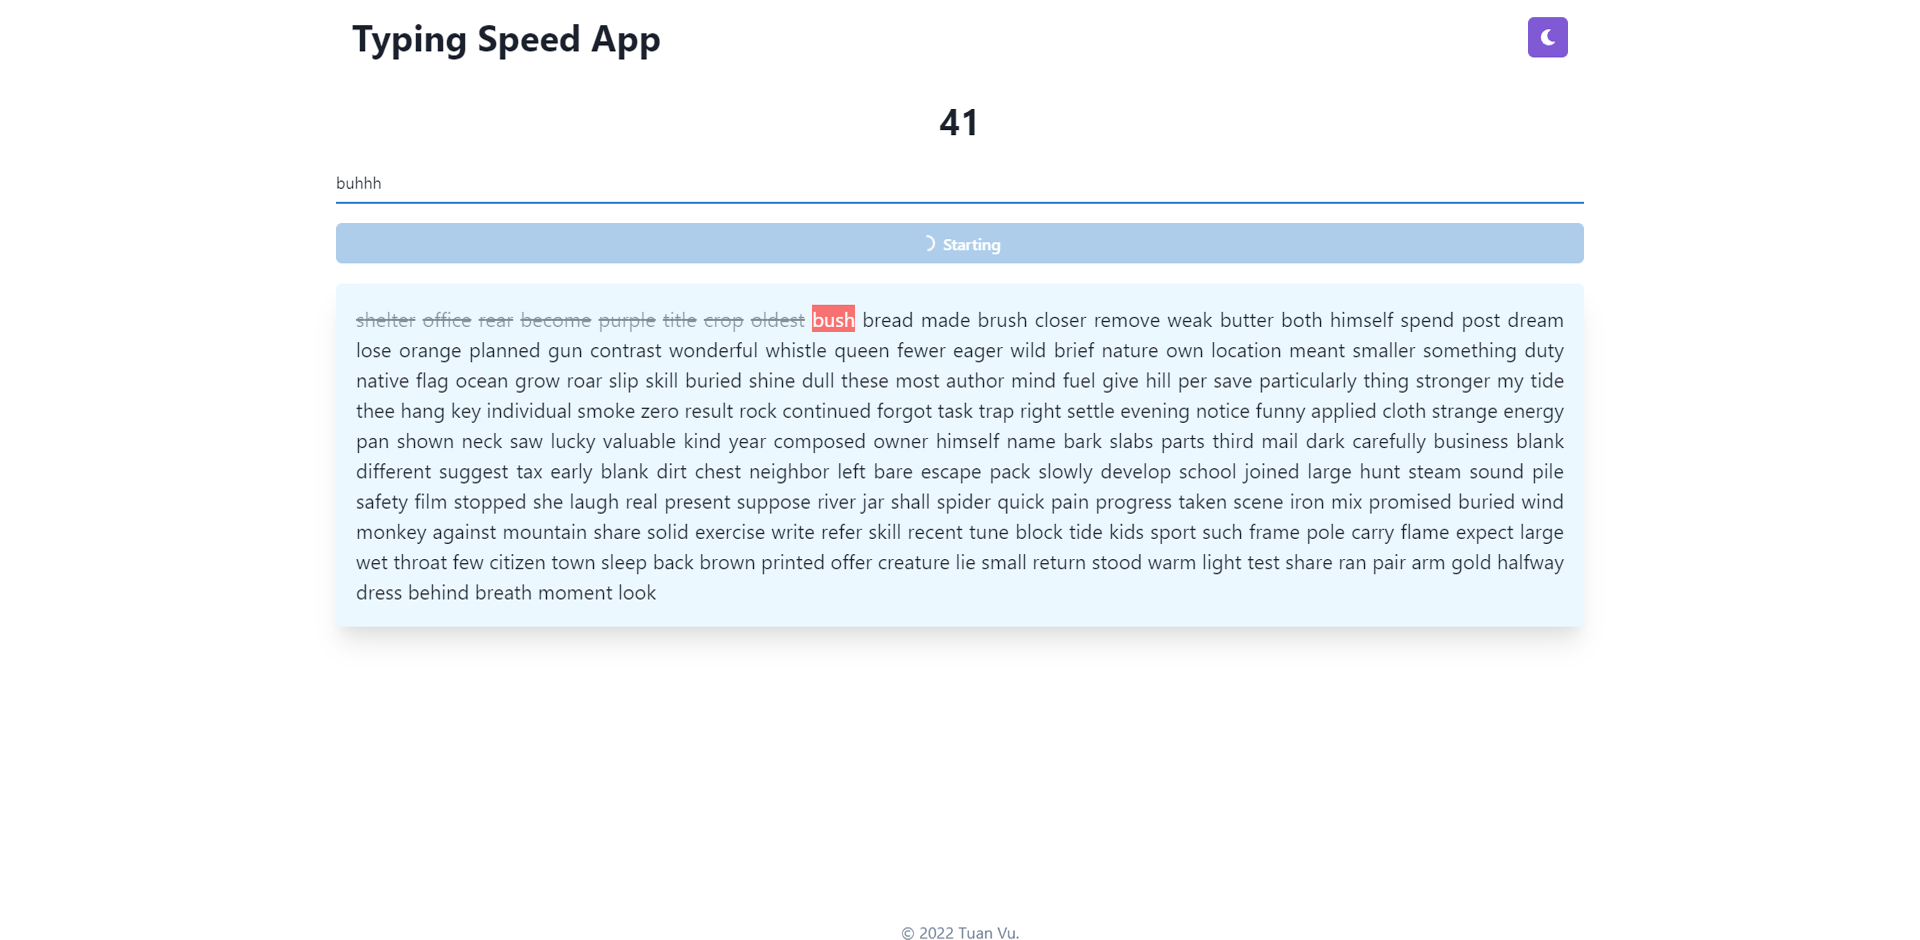 Typing Speed App
41
buhhh
Starting
shelter office rear become purple title crop oldest bush bread made brush closer remove weak butter both himself spend post dream
lose orange planned gun contrast wonderful whistle queen fewer eager wild brief nature own location meant smaller something duty
native flag ocean grow roar slip skill buried shine dull these most author mind fuel give hill per save particularly thing stronger my tide
thee hang key individual smoke zero result rock continued forgot task trap right settle evening notice funny applied cloth strange energy
pan shown neck saw lucky valuable kind year composed owner himself name bark slabs parts third mail dark carefully business blank
different suggest tax early blank dirt chest neighbor left bare escape pack slowly develop school joined large hunt steam sound pile
safety film stopped she laugh real present suppose river jar shall spider quick pain progress taken scene iron mix promised buried wind
monkey against mountain share solid exercise write refer skill recent tune block tide kids sport such frame pole carry flame expect large
wet throat few citizen town sleep back brown printed offer creature lie small return stood warm light test share ran pair arm gold halfway
dress behind breath moment look
© 2022 Tuan Vu.